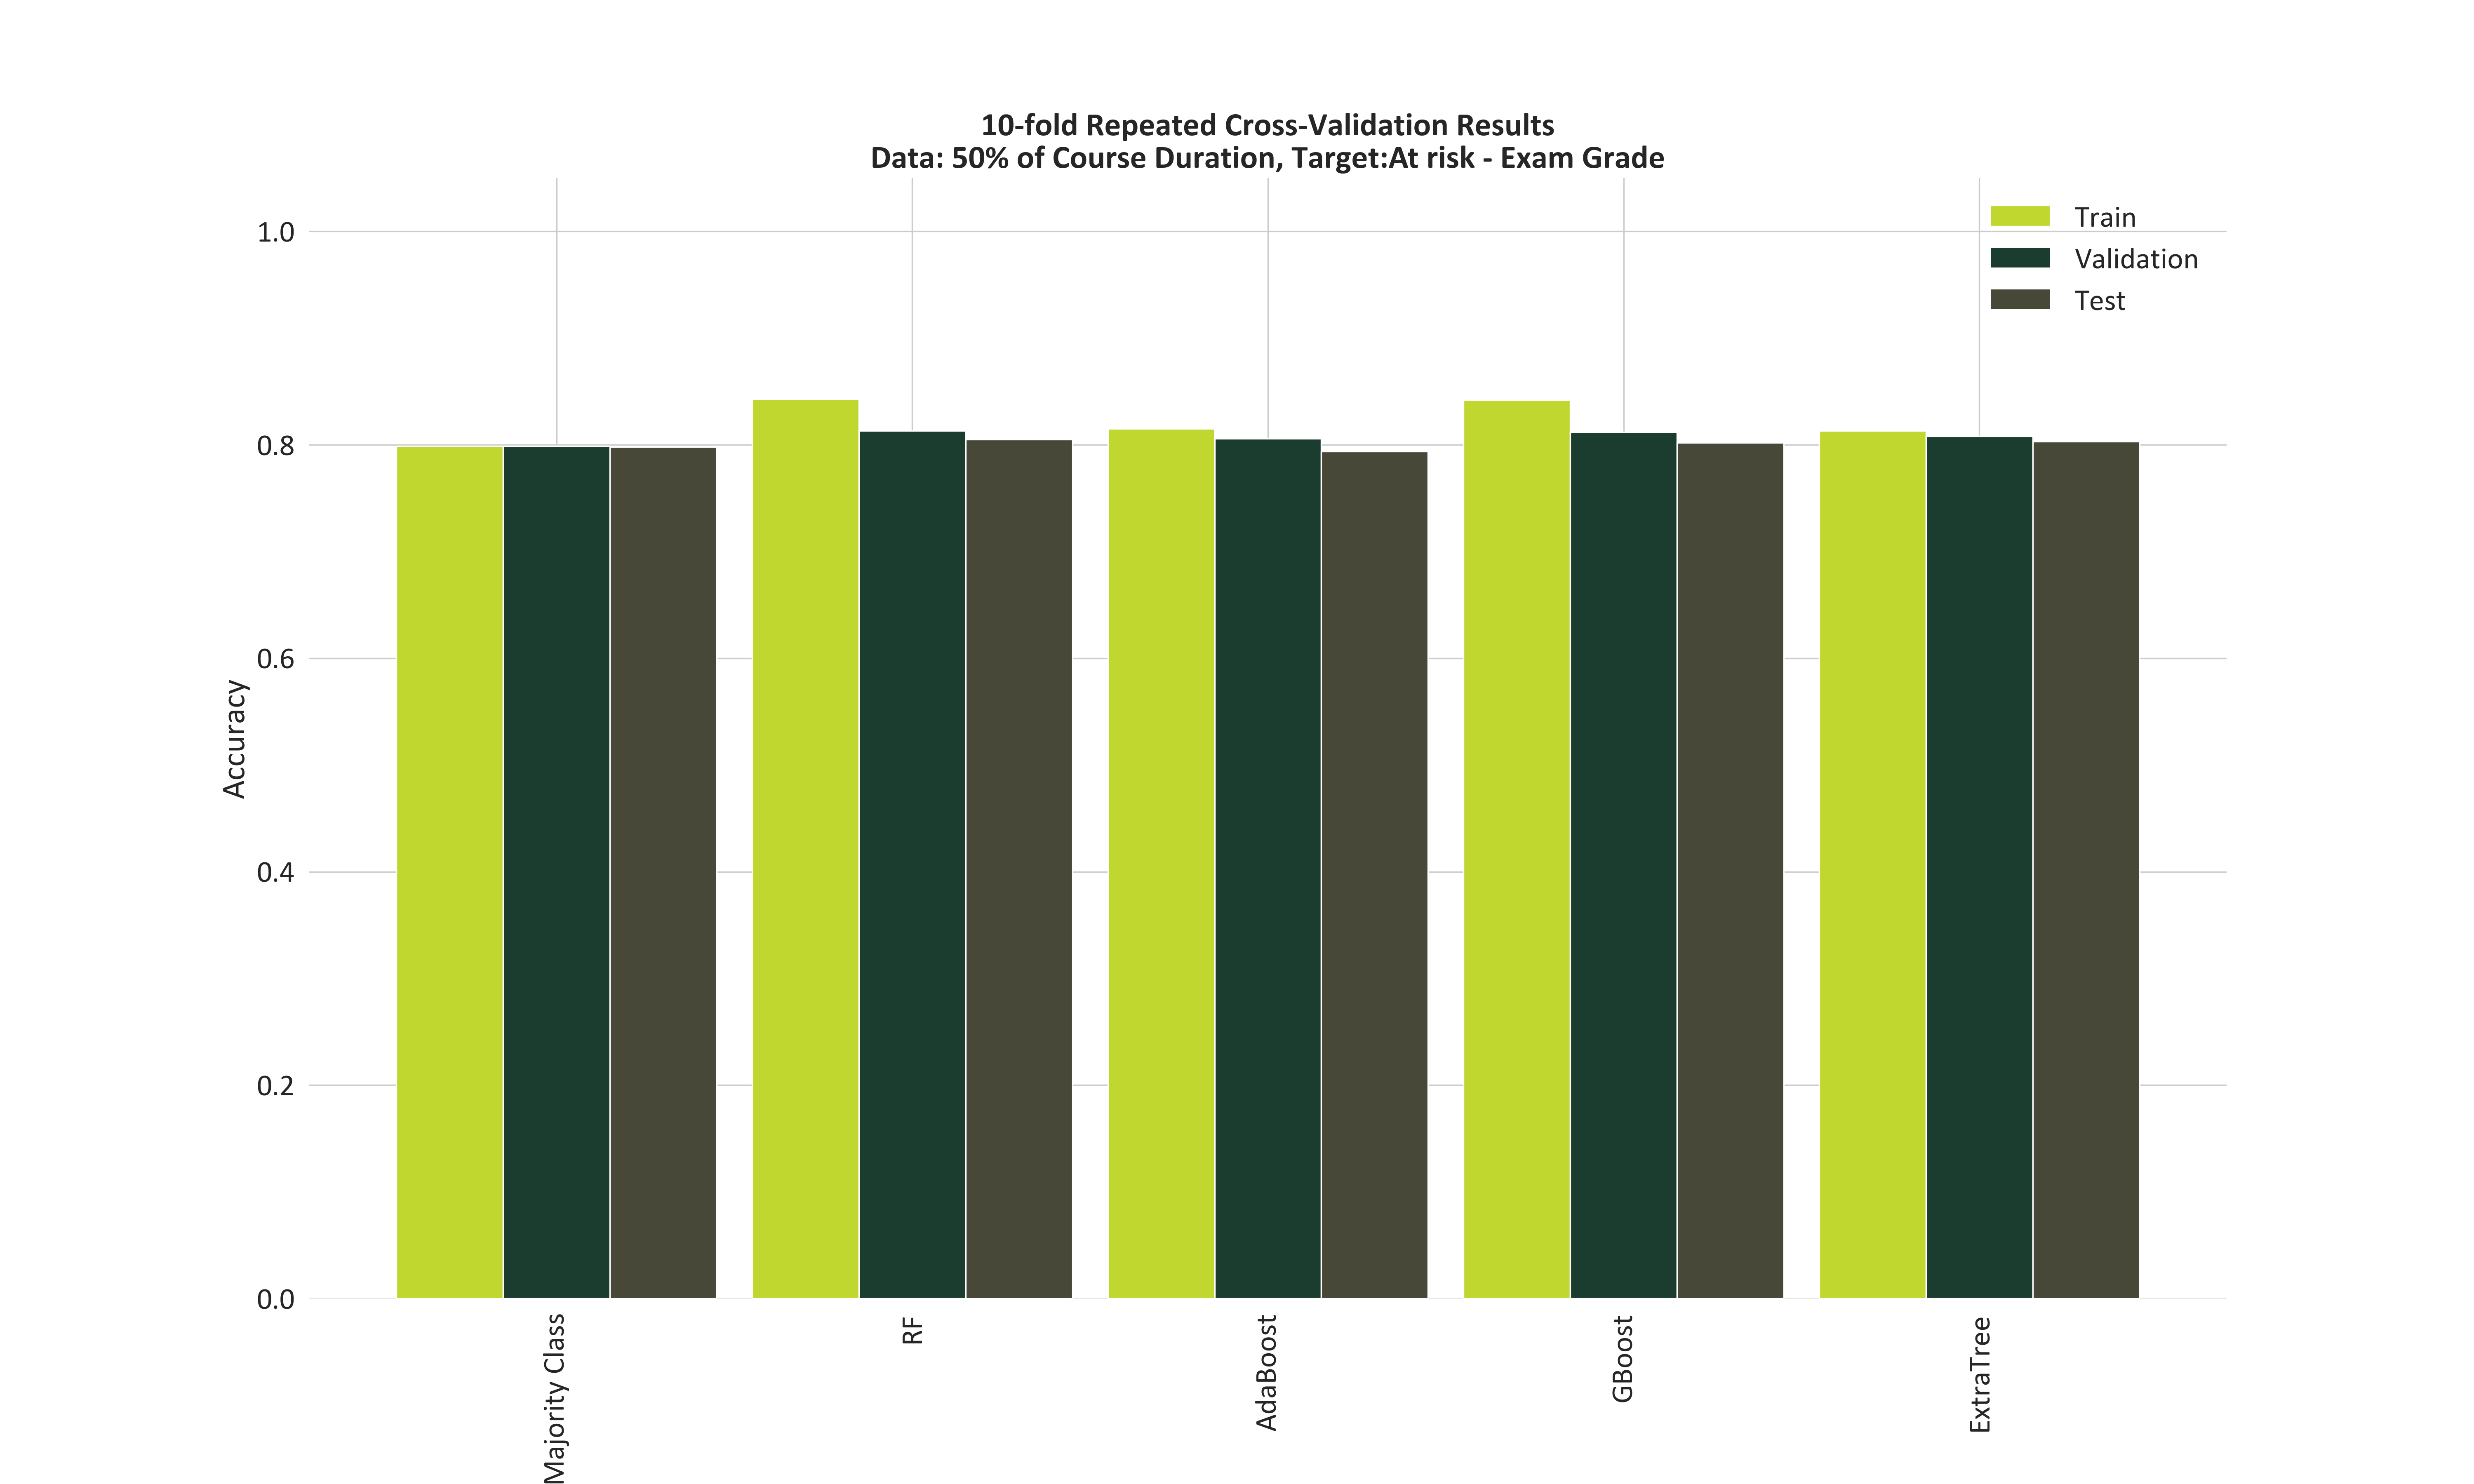 10-fold Repeated Cross-Validation Results
Data: 50% of Course Duration, Target:At risk - Exam Grade
Train
Validation
Test
1.0
0.8
0.6
0.4
0.2
0.0
Accuracy
Majority Class
RF
AdaBoost
GBoost
ExtraTree